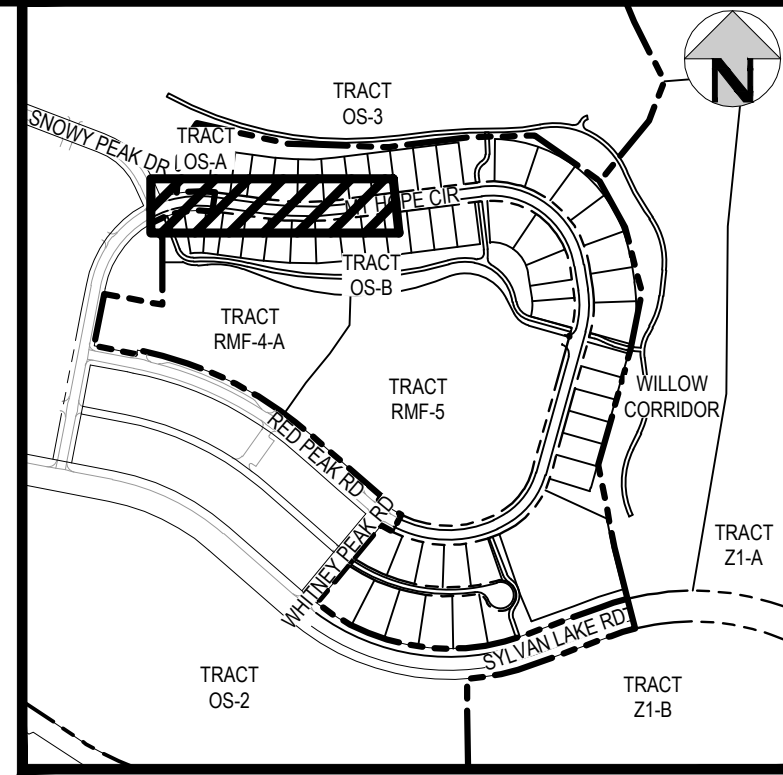 N
TRACT
OS-3
SNOWY PEAK DR
TRACT
OS-A
PE CIR
TRACT
OS-B
TRACT
RMF-4-A
TRACT
RMF-5
WILLOW
CORRIDOR
RED PEAK RD
WHITNEY PEAK RD
TRACT
Z1-A
SYLVAN LAKE RD
TRACT
OS-2
TRACT
Z1-B